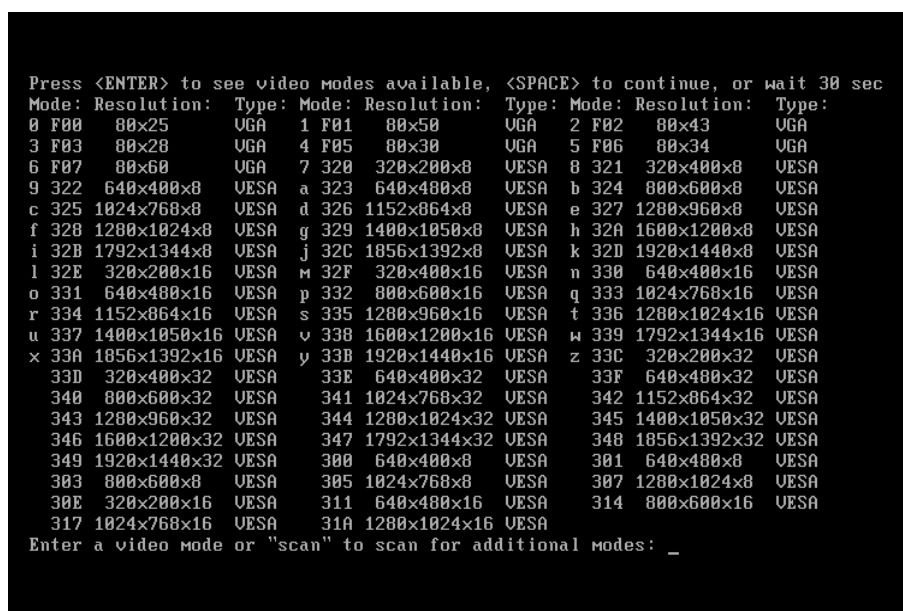 Press <ENTER> to see video modes available, <SPACE> to continue, or wait 30 sec
Mode: Resolution:  Type: Mode: Resolution:  Type: Mode: Resolution:  Type:
0 F00   80x25      VGA    1 F01   80x50      VGA    2 F02   80x43      VGA
3 F03   80x28      VGA    4 F05   80x30      VGA    5 F06   80x34      VGA
6 F07   80x60      VGA    7 320  320x200x8   VESA   8 321  320x400x8   VESA
9 322  640x400x8   VESA   a 323  640x480x8   VESA   b 324  800x600x8   VESA
c 325 1024x768x8   VESA   d 326 1152x864x8   VESA   e 327 1280x960x8   VESA
f 328 1280x1024x8  VESA   g 329 1400x1050x8  VESA   h 32A 1600x1200x8  VESA
i 32B 1792x1344x8  VESA   j 32C 1856x1392x8  VESA   k 32D 1920x1440x8  VESA
l 32E  320x200x16  VESA   m 32F  320x400x16  VESA   n 330  640x400x16  VESA
o 331  640x480x16  VESA   p 332  800x600x16  VESA   q 333 1024x768x16  VESA
r 334 1152x864x16  VESA   s 335 1280x960x16  VESA   t 336 1280x1024x16 VESA
u 337 1400x1050x16 VESA   v 338 1600x1200x16 VESA   w 339 1792x1344x16 VESA
x 33A 1856x1392x16 VESA   y 33B 1920x1440x16 VESA   z 33C  320x200x32  VESA
  33D  320x400x32  VESA     33E  640x400x32  VESA     33F  640x480x32  VESA
  340  800x600x32  VESA     341 1024x768x32  VESA     342 1152x864x32  VESA
  343 1280x960x32  VESA     344 1280x1024x32 VESA     345 1400x1050x32 VESA
  346 1600x1200x32 VESA     347 1792x1344x32 VESA     348 1856x1392x32 VESA
  349 1920x1440x32 VESA     300  640x400x8   VESA     301  640x480x8   VESA
  303  800x600x8   VESA     305 1024x768x8   VESA     307 1280x1024x8  VESA
  30E  320x200x16  VESA     311  640x480x16  VESA     314  800x600x16  VESA
  317 1024x768x16  VESA     31A 1280x1024x16 VESA
Enter a video mode or "scan" to scan for additional modes: _